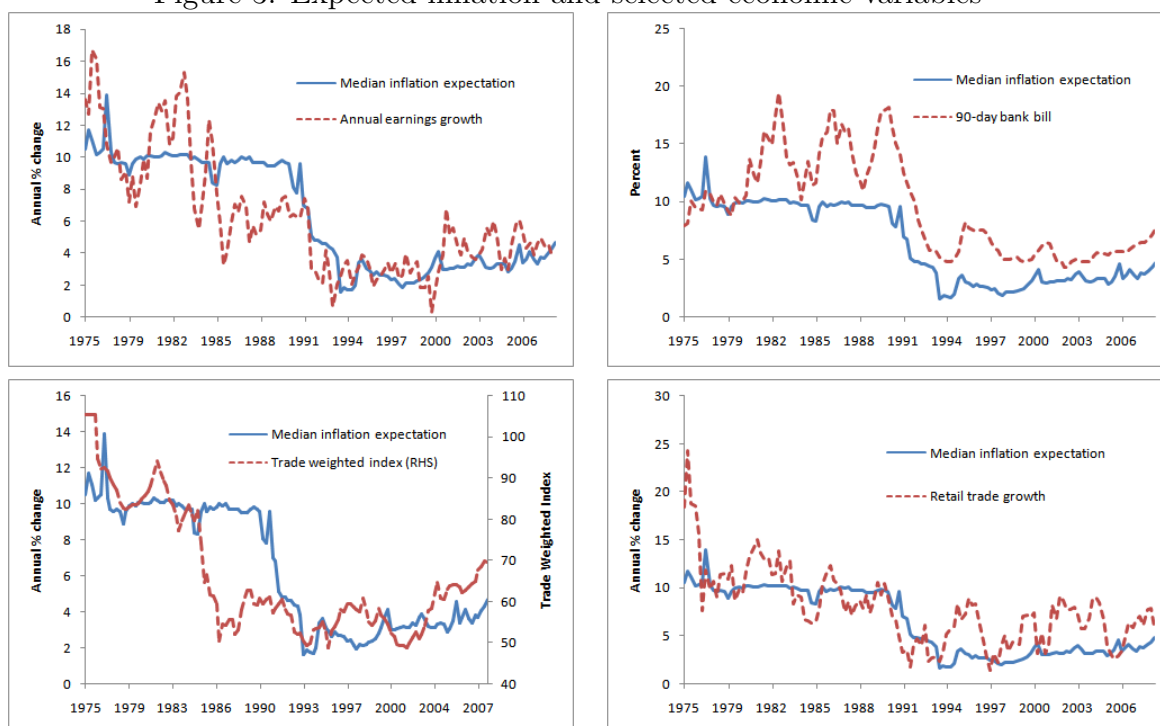 Figure 3: Expected inflation and selected economic variables
18
16
14
12
10
8
6
4
2
0
Annual % change
Median inflation expectation
Annual earnings growth
1975 1979 1982 1985 1988 1991 1994 1997 2000 2003 2006
25
20
15
10
5
0
Percent
Median inflation expectation
90-day bank bill
1975 1979 1982 1985 1988 1991 1994 1997 2000 2003 2006
16
14
12
10
8
6
4
2
0
Annual % change
Median inflation expectation
Trade weighted index (RHS)
110
100
90
80
70
60
50
40
Trade Weighted Index
1975 1979 1983 1986 1990 1993 1997 2000 2004 2007
30
25
20
15
10
5
0
Annual % change
Median inflation expectation
Retail trade growth
1975 1979 1982 1985 1988 1991 1994 1997 2000 2003 2006